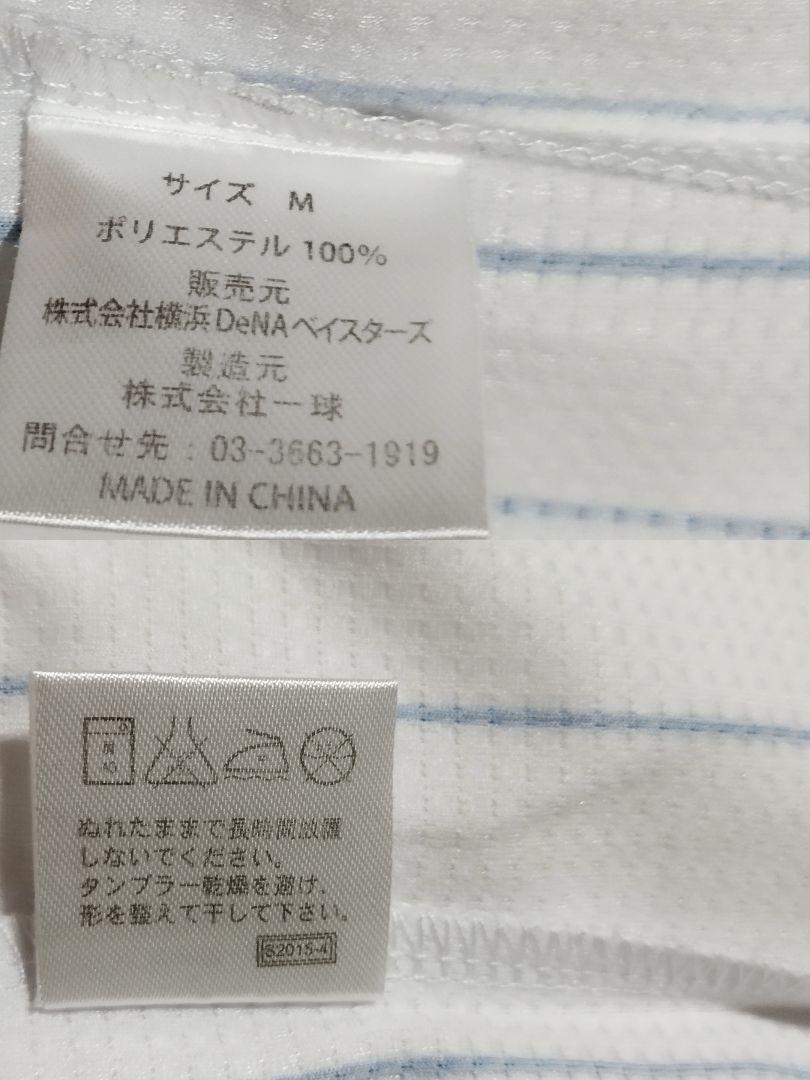 サイズ M
ポリエステル 100%
販売元
株式会社横浜DeNAベイスターズ
製造元
株式会社一球
問合せ先：03-3663-1919
MADE IN CHINA
弱
40
ぬれたままで長時間放置
しないでください。
タンブラー乾燥を避け、
形を整えて干して下さい。
S2015-4